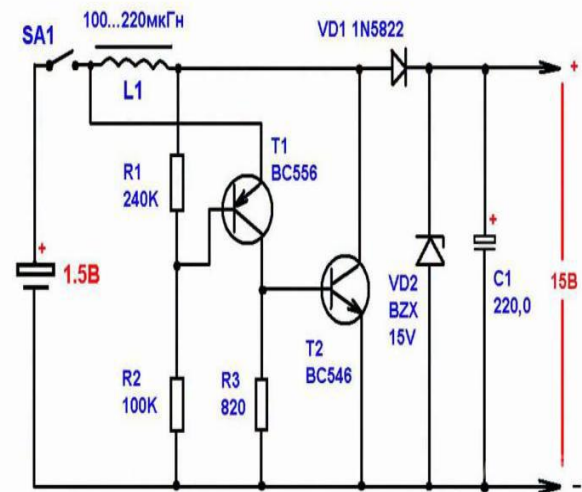 100...220мкГн
SA1
VD1 1N5822
+
L1
T1
BC556
R1
240K
+
1.5В
+
VD2
BZX
15V
C1
220,0
15В
T2
BC546
R2
100K
R3
820
-